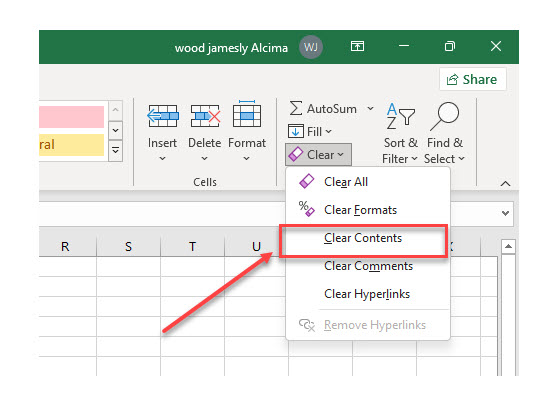 wood jamesly Alcima WJ
Share
AutoSum
Fill
Clear
ral
Insert Delete Format
Sort & Filter
Find & Select
Cells
Clear All
Clear Formats
Clear Contents
Clear Comments
Clear Hyperlinks
Remove Hyperlinks
R S T U